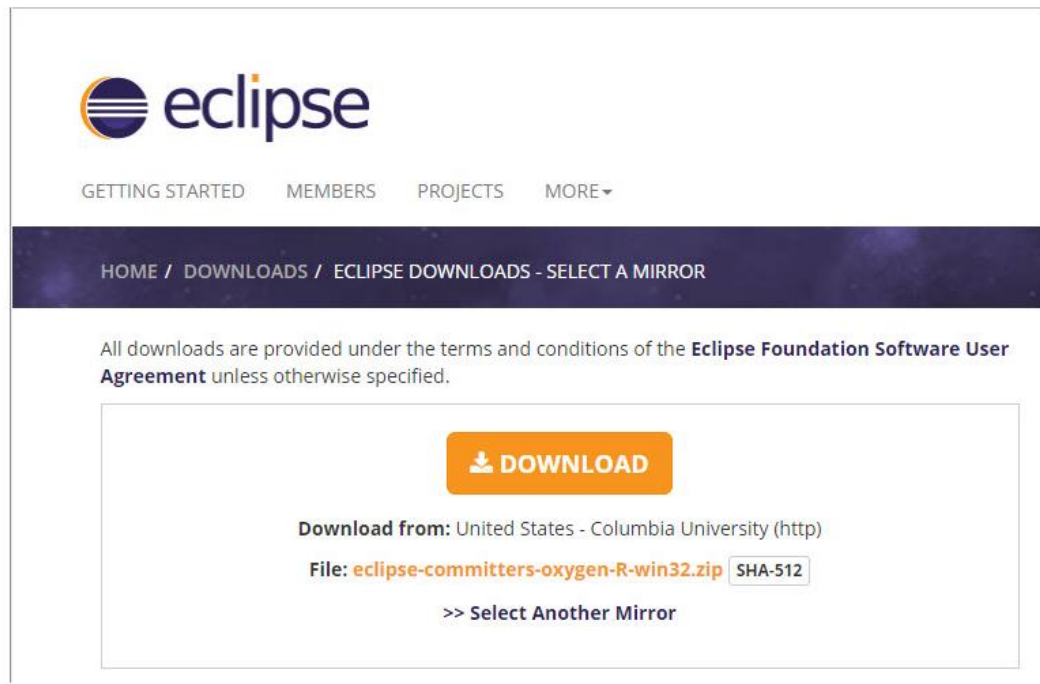 eclipse
GETTING STARTED MEMBERS PROJECTS MORE
HOME / DOWNLOADS / ECLIPSE DOWNLOADS - SELECT A MIRROR
All downloads are provided under the terms and conditions of the Eclipse Foundation Software User
Agreement unless otherwise specified.
DOWNLOAD
Download from: United States - Columbia University (http)
File: eclipse-committers-oxygen-R-win32.zip SHA-512
>> Select Another Mirror